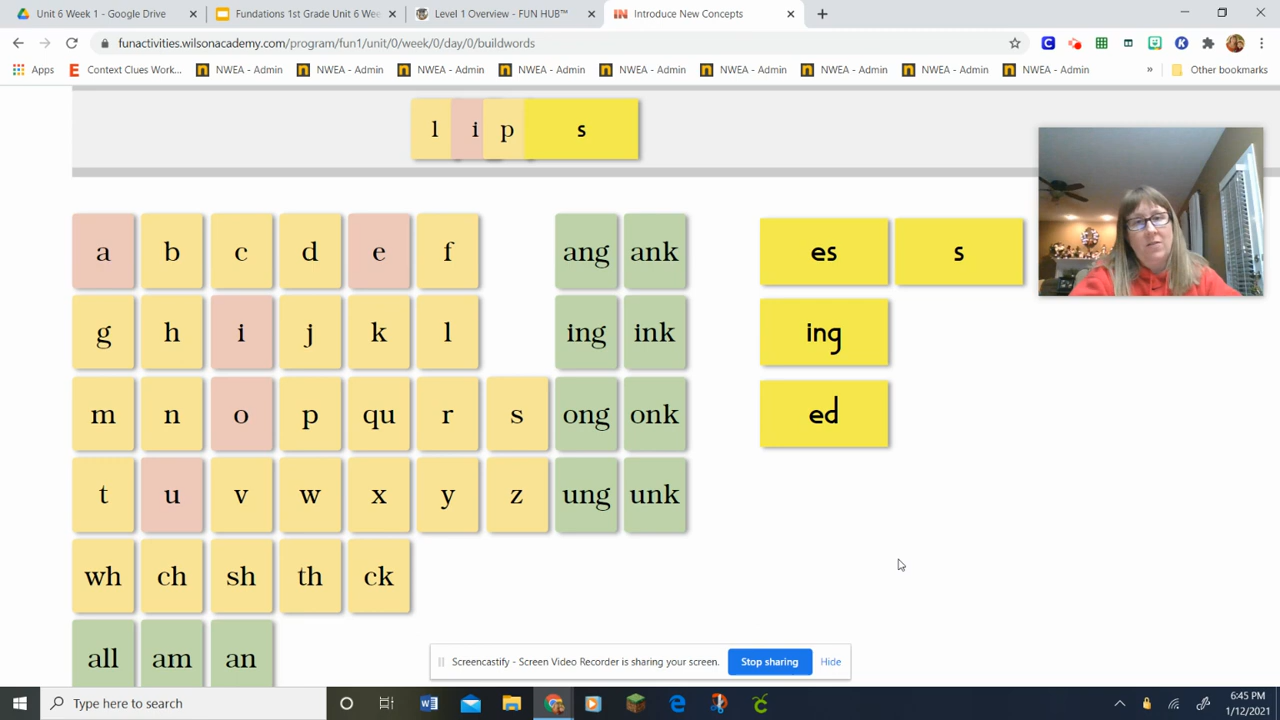 Unit 6 Week 1 - Google Drive
Fundations 1st Grade Unit 6 Wee
Level 1 Overview - FUN HUB™
Introduce New Concepts
funactivities.wilsonacademy.com/program/fun1/unit/0/week/0/day/0/buildwords
Apps
Context Clues Work...
NWEA - Admin
NWEA - Admin
NWEA - Admin
NWEA - Admin
NWEA - Admin
NWEA - Admin
NWEA - Admin
NWEA - Admin
NWEA - Admin
»
Other bookmarks
l i p s
a b c d e f ang ank es s
g h i j k l ing ink ing
m n o p qu r s ong onk ed
t u v w x y z ung unk
wh ch sh th ck
all am an
Screencastify - Screen Video Recorder is sharing your screen.
Stop sharing
Hide
Type here to search
6:45 PM
1/12/2021